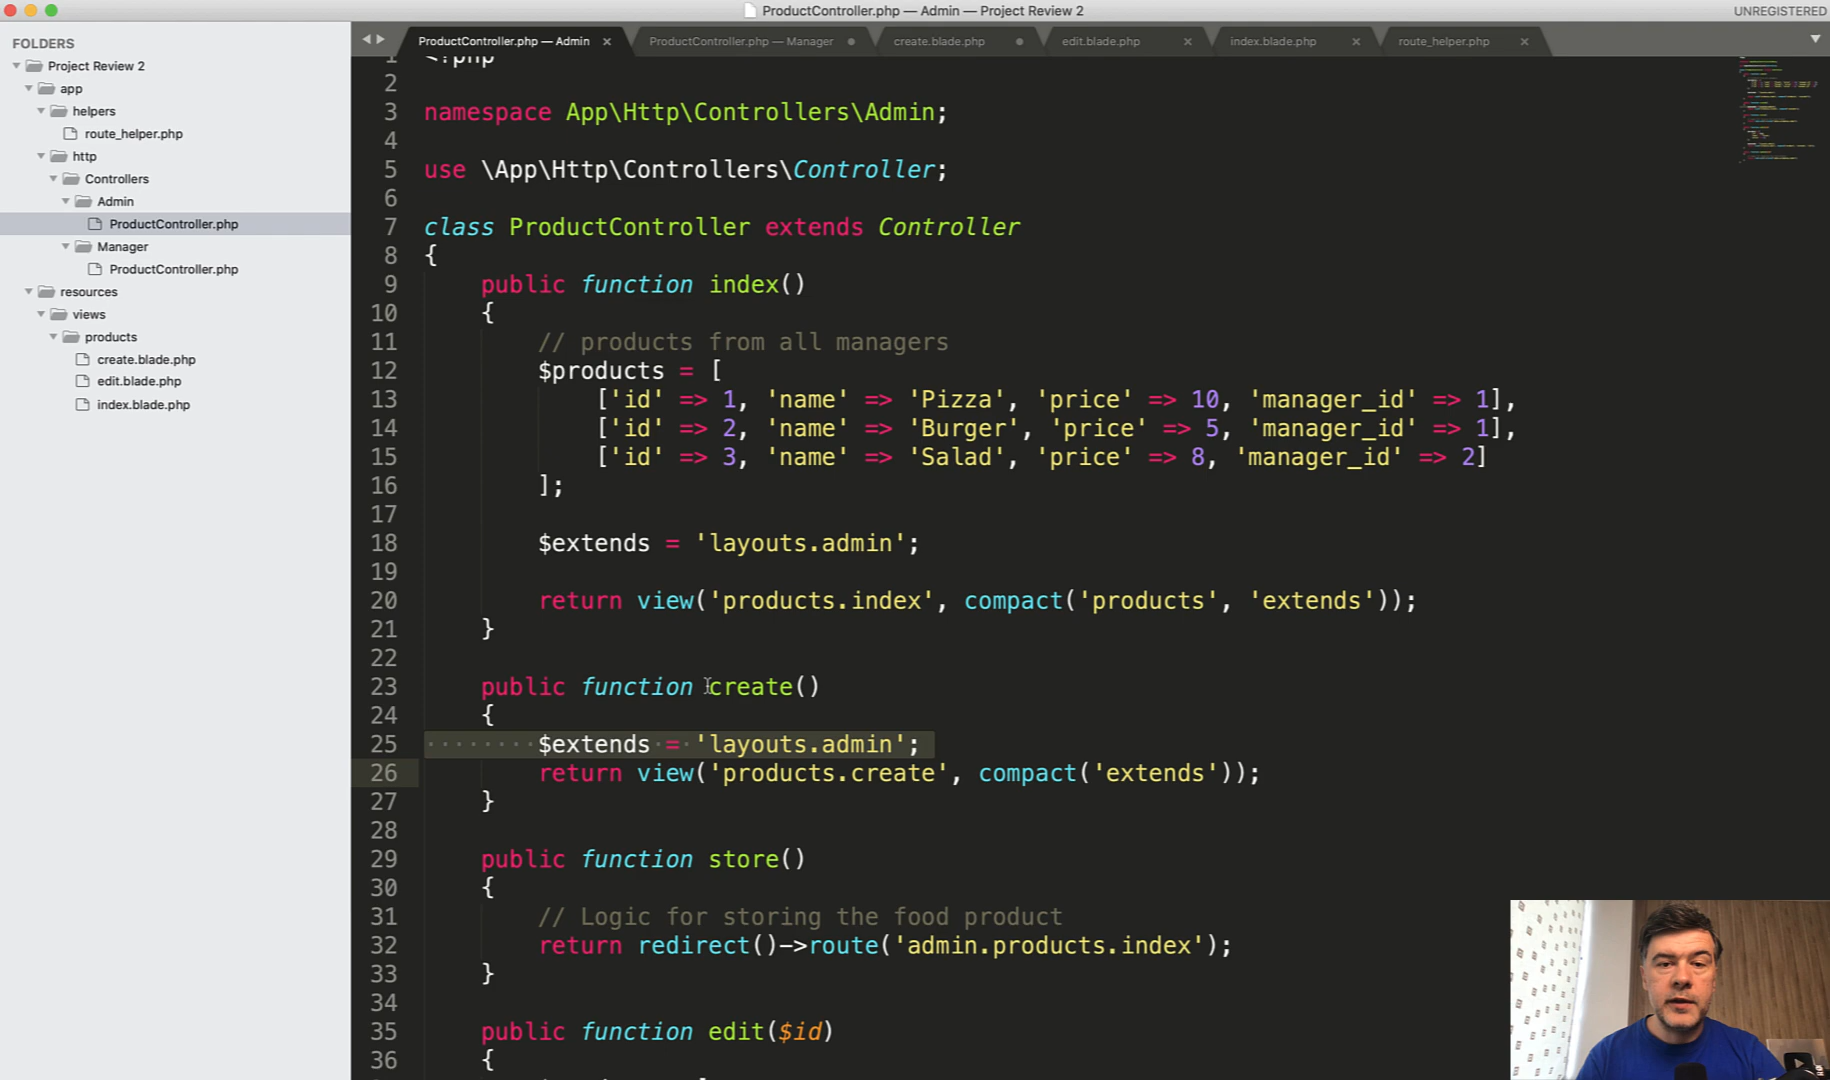 ProductController.php — Admin — Project Review 2
UNREGISTERED
FOLDERS
Project Review 2
app
helpers
route_helper.php
http
Controllers
Admin
ProductController.php
Manager
ProductController.php
resources
views
products
create.blade.php
edit.blade.php
index.blade.php
ProductController.php — Admin
ProductController.php — Manager
create.blade.php
edit.blade.php
index.blade.php
route_helper.php
1 <?php
2
3 namespace App\Http\Controllers\Admin;
4
5 use \App\Http\Controllers\Controller;
6
7 class ProductController extends Controller
8 {
9 public function index()
10 {
11 // products from all managers
12 $products = [
13 ['id' => 1, 'name' => 'Pizza', 'price' => 10, 'manager_id' => 1],
14 ['id' => 2, 'name' => 'Burger', 'price' => 5, 'manager_id' => 1],
15 ['id' => 3, 'name' => 'Salad', 'price' => 8, 'manager_id' => 2]
16 ];
17
18 $extends = 'layouts.admin';
19
20 return view('products.index', compact('products', 'extends'));
21 }
22
23 public function create()
24 {
25 $extends = 'layouts.admin';
26 return view('products.create', compact('extends'));
27 }
28
29 public function store()
30 {
31 // Logic for storing the food product
32 return redirect()->route('admin.products.index');
33 }
34
35 public function edit($id)
36 {